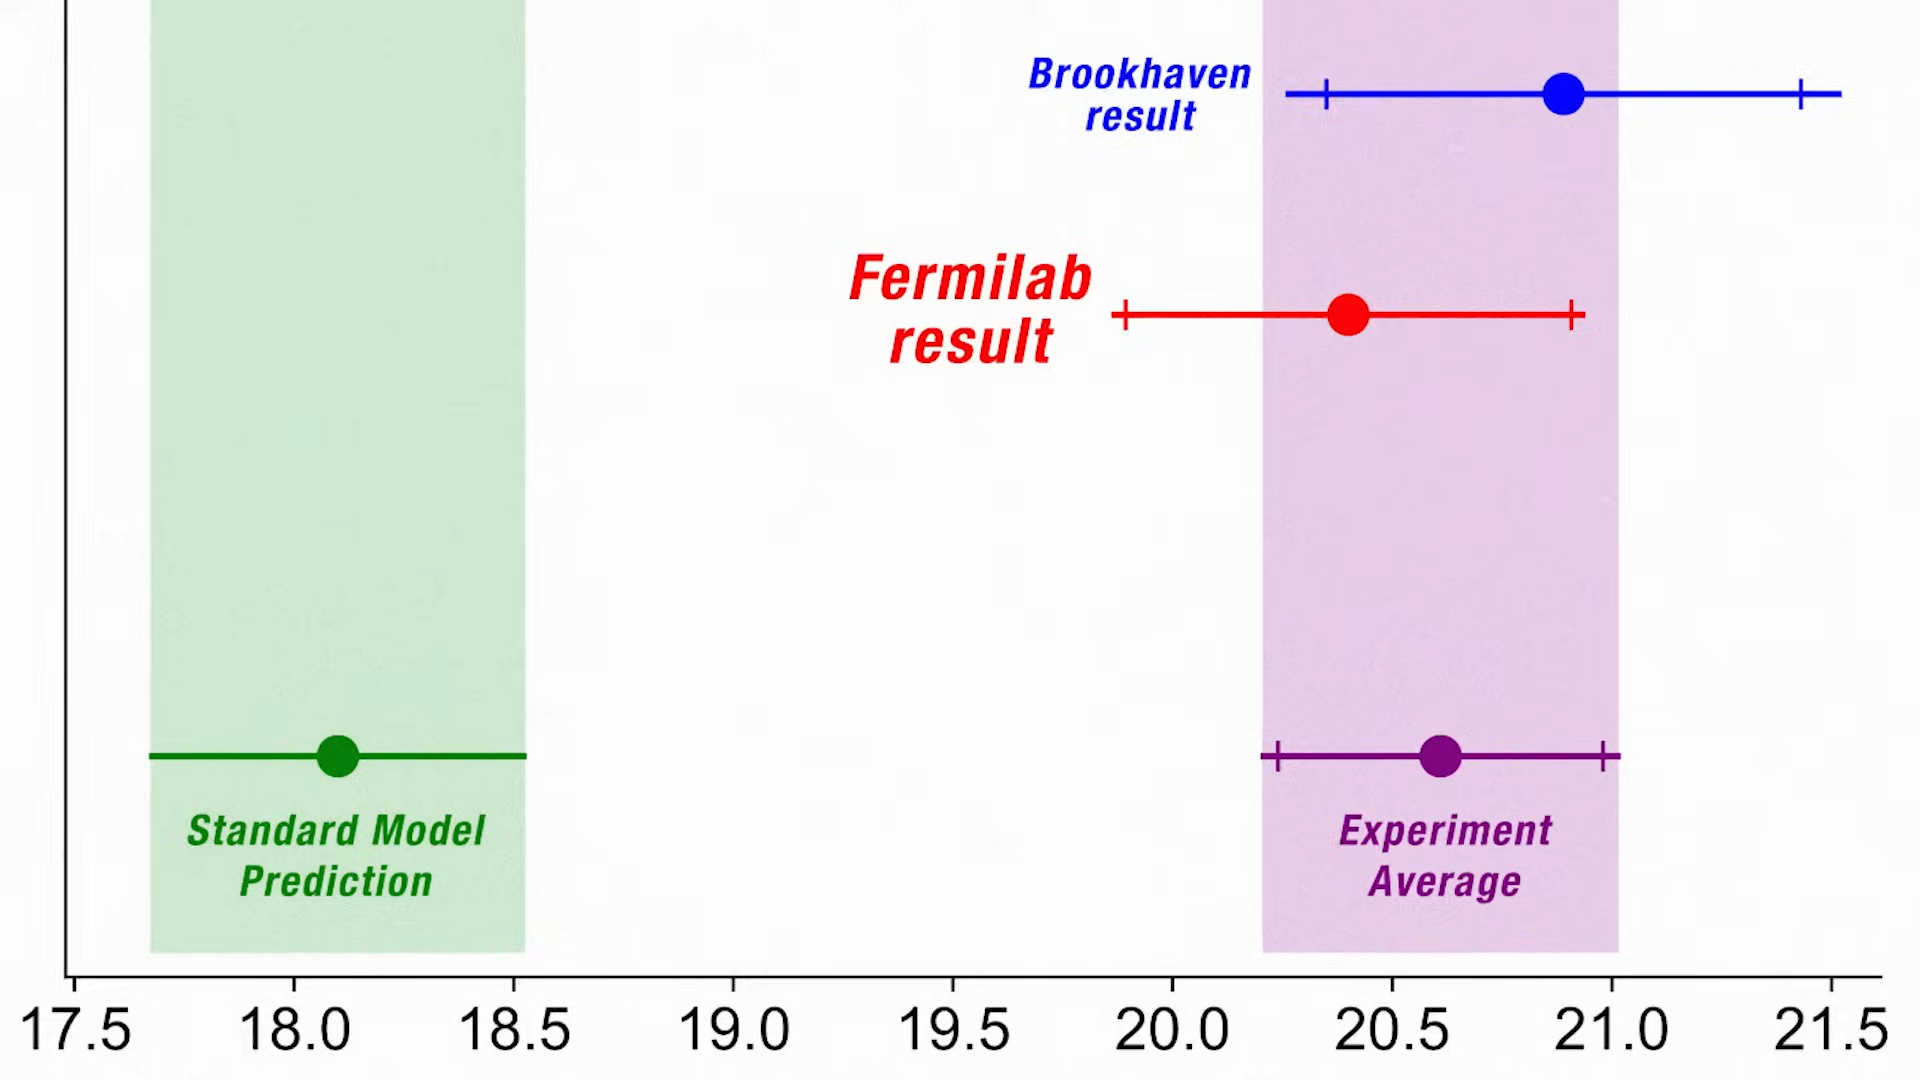 Brookhaven
result
Fermilab
result
Standard Model
Prediction
Experiment
Average
17.5 18.0 18.5 19.0 19.5 20.0 20.5 21.0 21.5